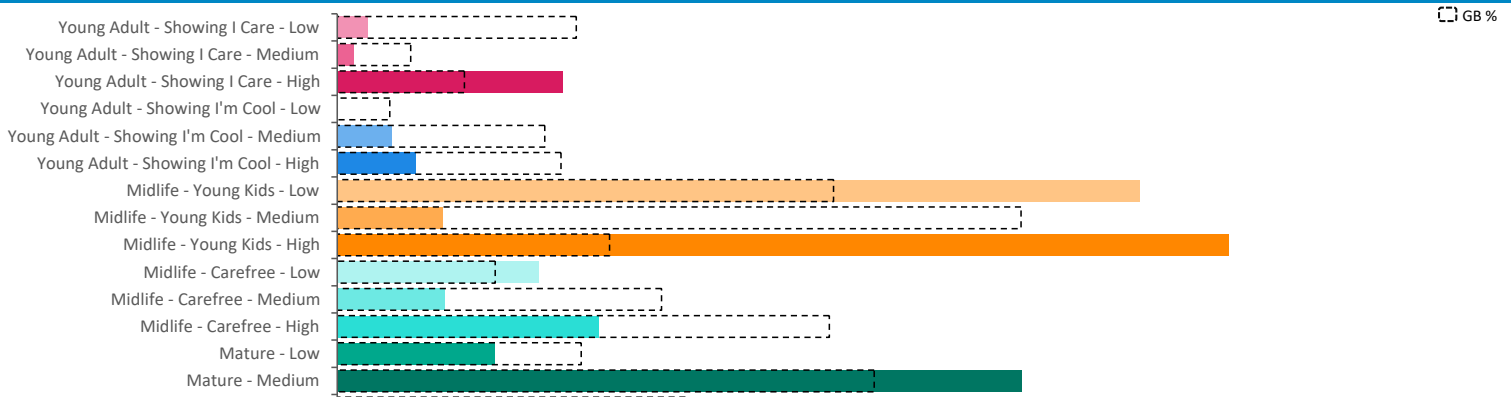 GB %
Young Adult - Showing I Care - Low
Young Adult - Showing I Care - Medium
Young Adult - Showing I Care - High
Young Adult - Showing I'm Cool - Low
Young Adult - Showing I'm Cool - Medium
Young Adult - Showing I'm Cool - High
Midlife - Young Kids - Low
Midlife - Young Kids - Medium
Midlife - Young Kids - High
Midlife - Carefree - Low
Midlife - Carefree - Medium
Midlife - Carefree - High
Mature - Low
Mature - Medium